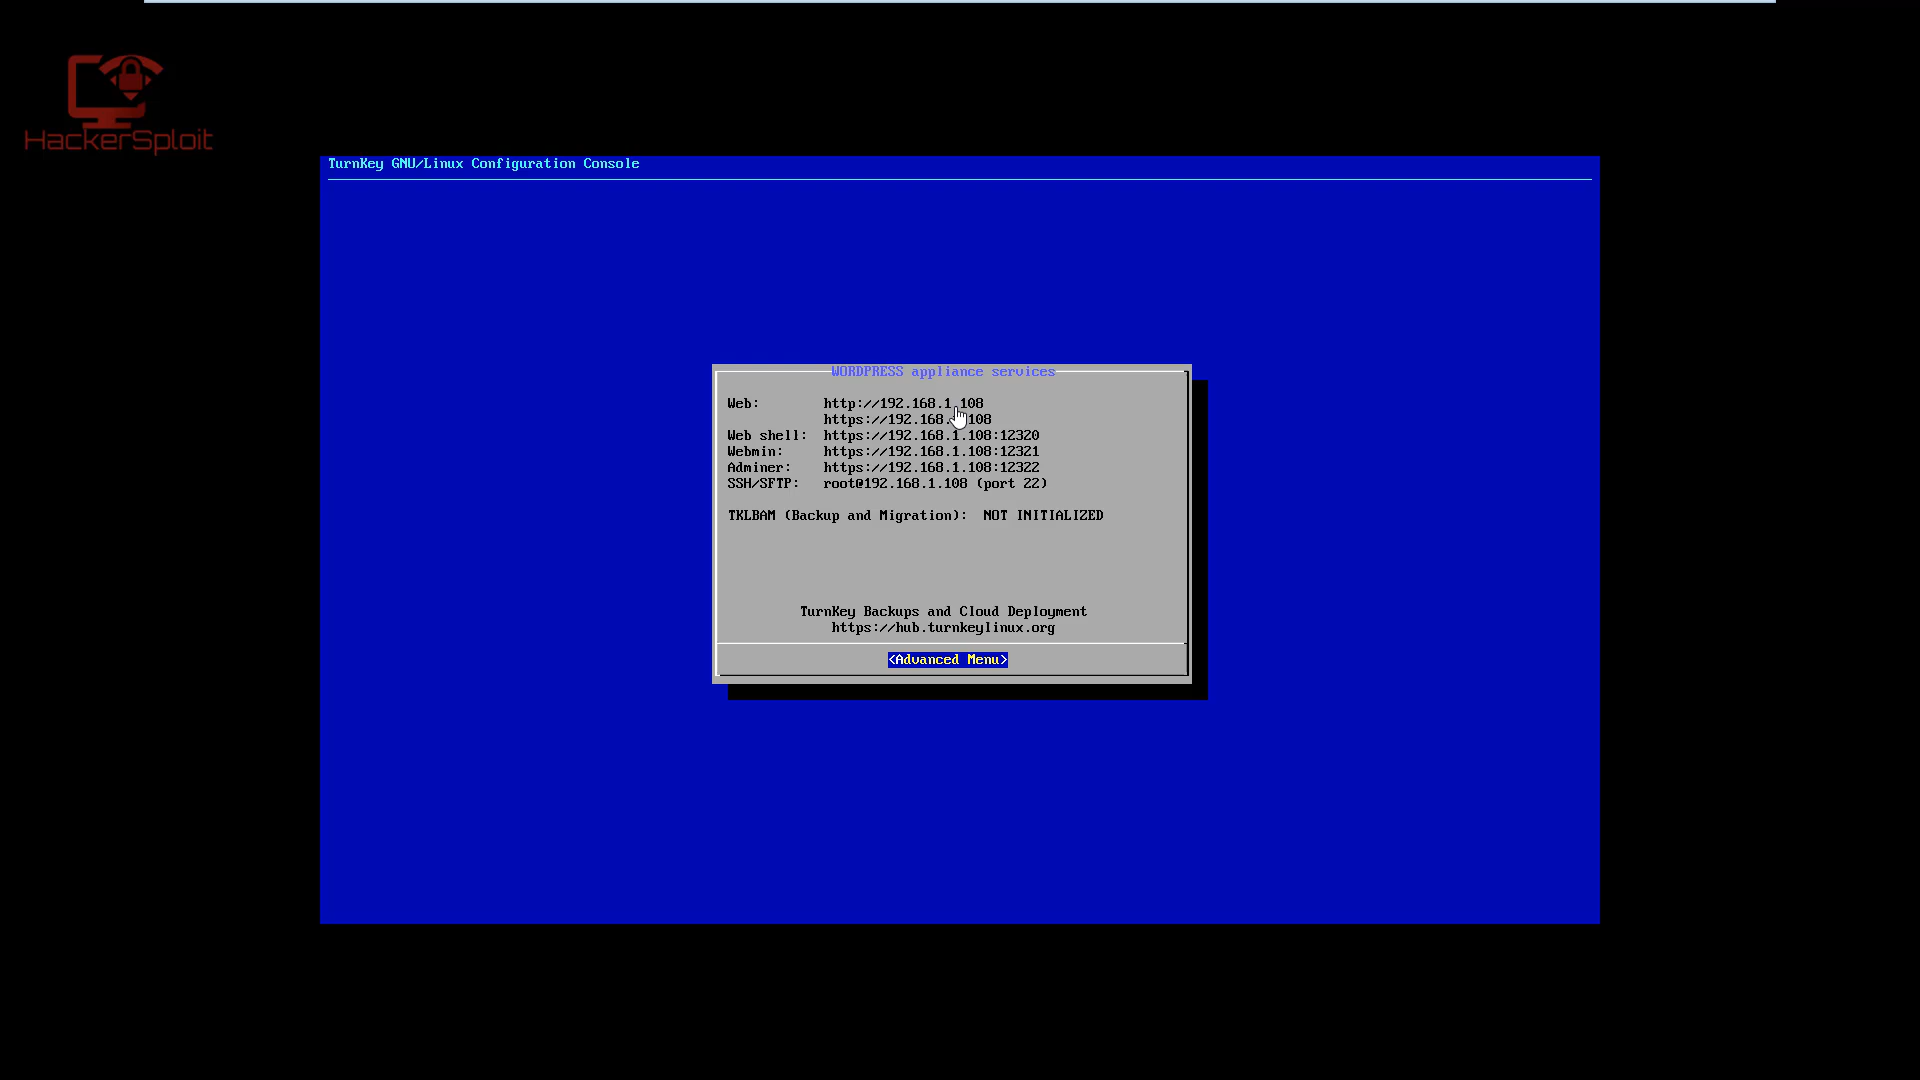 HackerSploit
TurnKey GNU/Linux Configuration Console
WORDPRESS appliance services
Web: http://192.168.1.108
https://192.168. 108
Web shell: https://192.168.1.108:12320
Webmin: https://192.168.1.108:12321
Adminer: https://192.168.1.108:12322
SSH/SFTP: root@192.168.1.108 (port 22)
TKLBAM (Backup and Migration): NOT INITIALIZED
TurnKey Backups and Cloud Deployment
https://hub.turnkeylinux.org
<Advanced Menu>